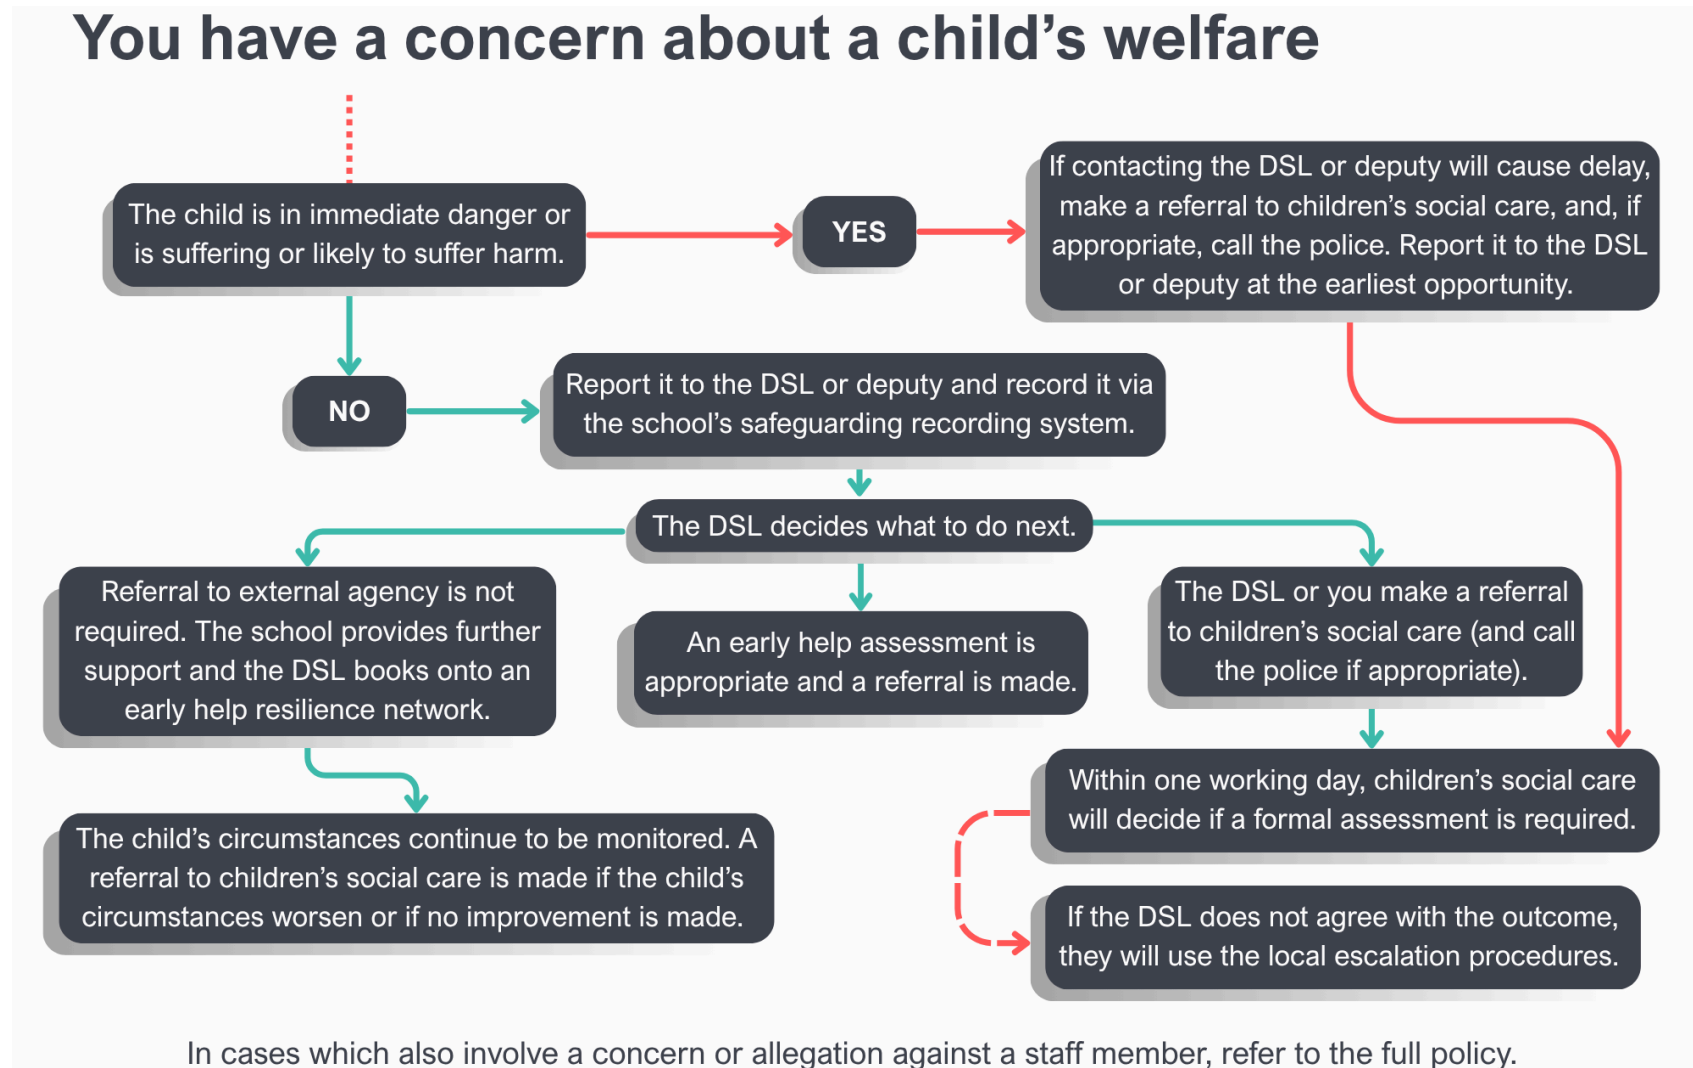 You have a concern about a child’s welfare
The child is in immediate danger or
is suffering or likely to suffer harm.
YES
If contacting the DSL or deputy will cause delay,
make a referral to children’s social care, and, if
appropriate, call the police. Report it to the DSL
or deputy at the earliest opportunity.
NO
Report it to the DSL or deputy and record it via
the school’s safeguarding recording system.
The DSL decides what to do next.
Referral to external agency is not
required. The school provides further
support and the DSL books onto an
early help resilience network.
An early help assessment is
appropriate and a referral is made.
The DSL or you make a referral
to children’s social care (and call
the police if appropriate).
The child’s circumstances continue to be monitored. A
referral to children’s social care is made if the child’s
circumstances worsen or if no improvement is made.
Within one working day, children’s social care
will decide if a formal assessment is required.
If the DSL does not agree with the outcome,
they will use the local escalation procedures.
In cases which also involve a concern or allegation against a staff member, refer to the full policy.